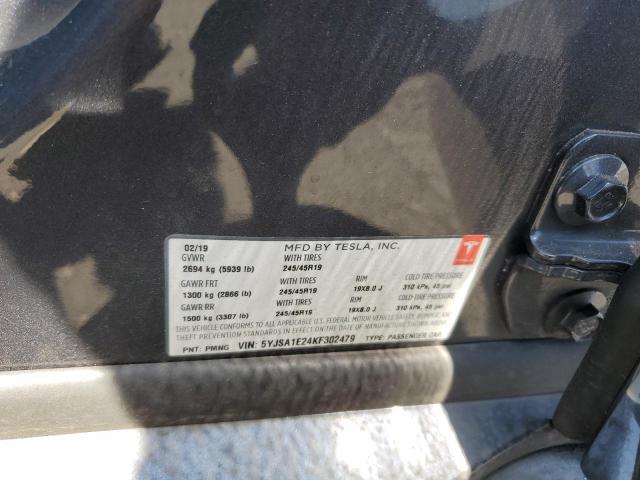 02/19 MFD BY TESLA, INC.
GVWR WITH TIRES
2694 kg (5939 lb) 245/45R19
GAWR FRT WITH TIRES RIM COLD TIRE PRESSURE
1300 kg (2866 lb) 245/45R19 19X8.0 J 310 kPa, 45 psi
GAWR RR WITH TIRES RIM COLD TIRE PRESSURE
1500 kg (3307 lb) 245/45R19 19X8.0 J 310 kPa, 45 psi
THIS VEHICLE CONFORMS TO ALL APPLICABLE U.S. FEDERAL MOTOR VEHICLE SAFETY, BUMPER, AND
THEFT PREVENTION STANDARDS IN EFFECT ON THE DATE OF MANUFACTURE SHOWN ABOVE.
PNT: PMNG VIN: 5YJSA1E24KF302479 TYPE: PASSENGER CAR